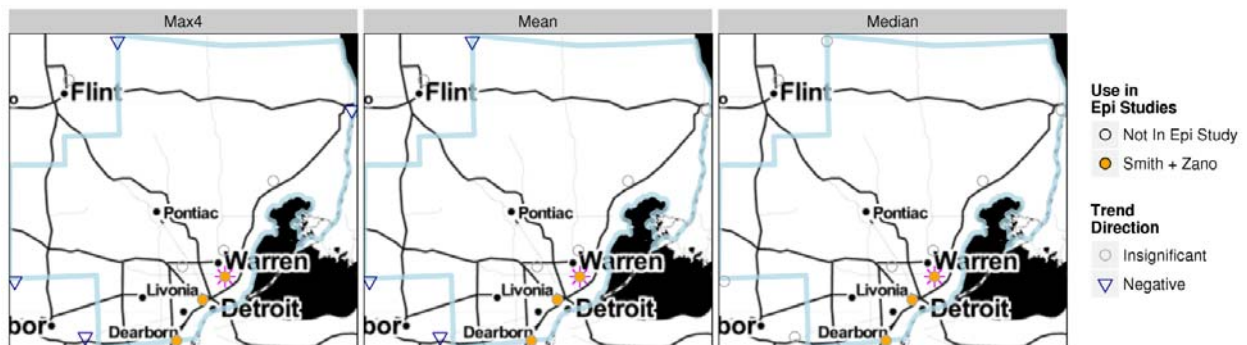 Max4
Mean
Median
Flint
Pontiac
Warren
Livonia
Detroit
bor
Dearborn
o
Flint
Pontiac
Warren
Livonia
Detroit
bor
Dearborn
o
Flint
Pontiac
Warren
Livonia
Detroit
bor
Dearborn
Use in
Epi Studies
Not In Epi Study
Smith + Zano
Trend
Direction
Insignificant
Negative